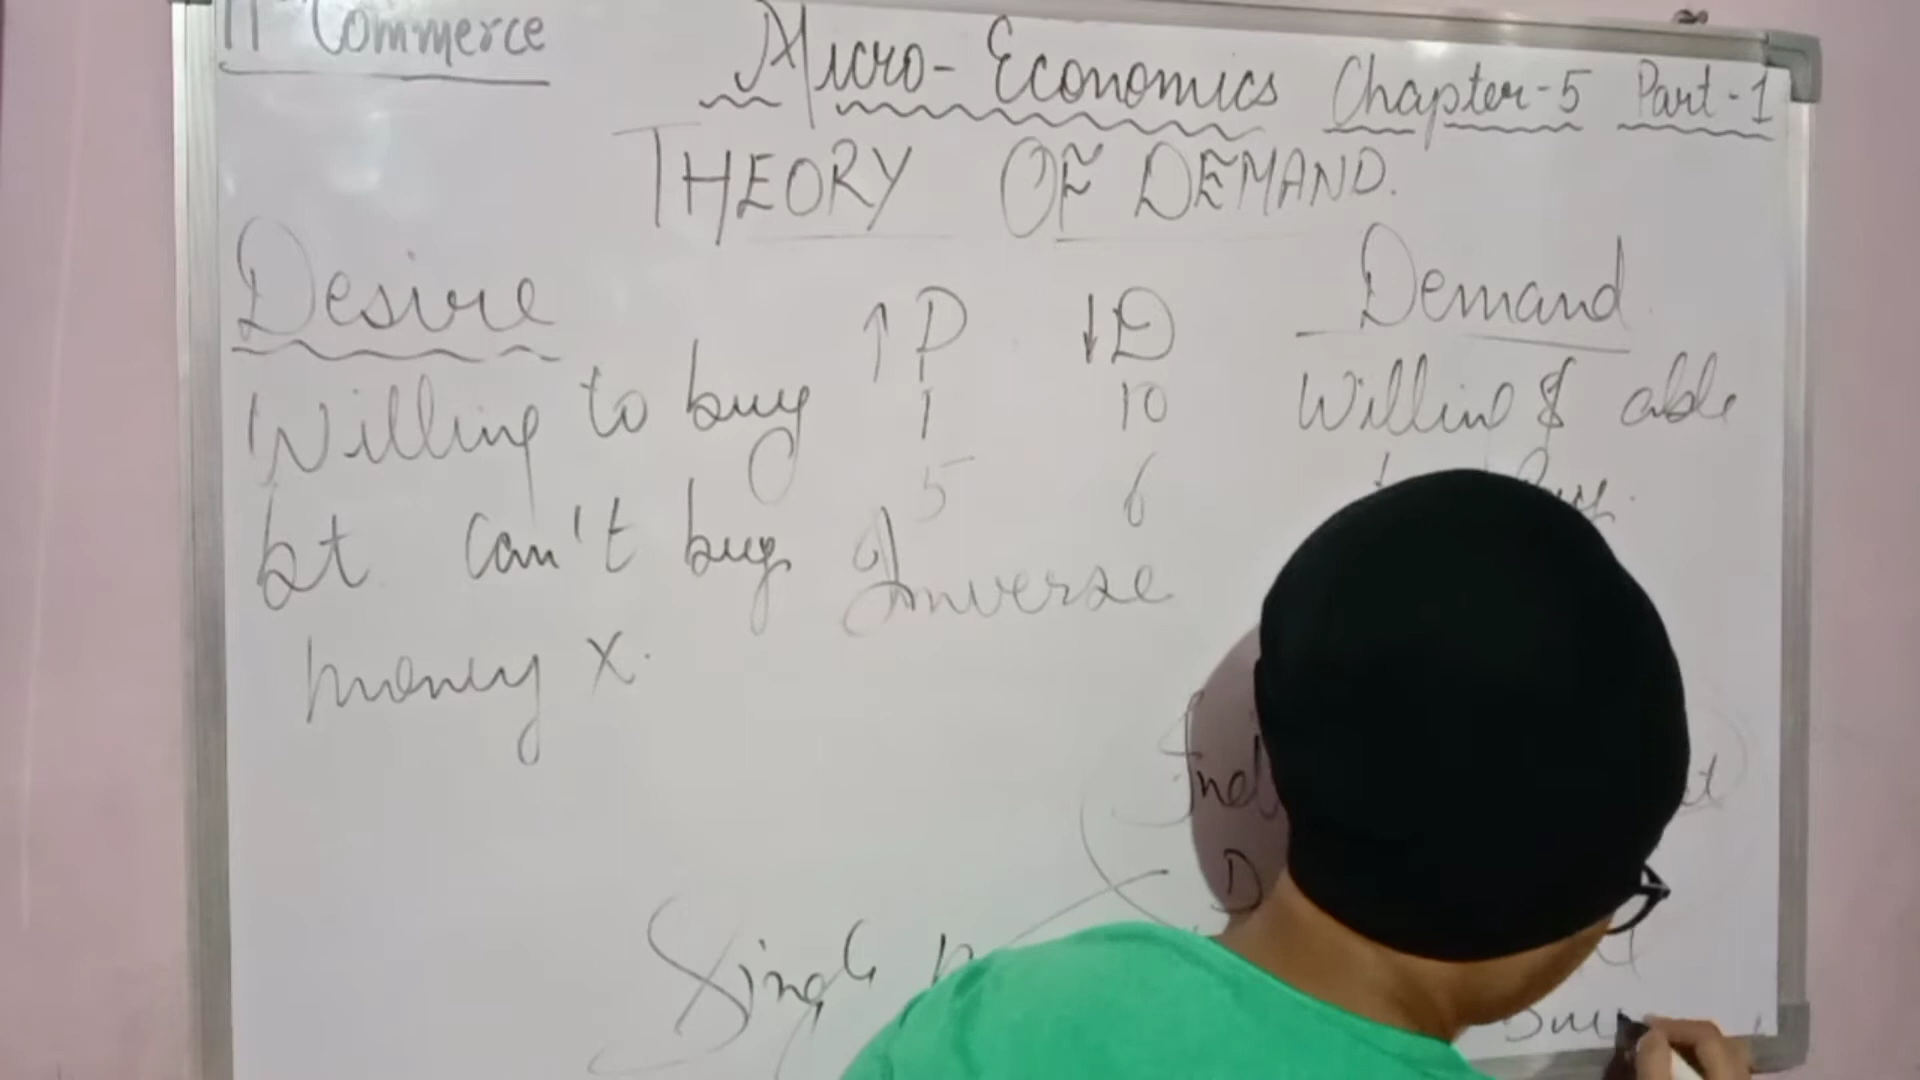 11th Commerce
Micro-Economics Chapter-5 Part-1
THEORY OF DEMAND.
Desire
↑P ↓D
Demand
Willing to buy
1 10
Willing & able
5 6
bt can't buy
Inverse
money x.
D
Single